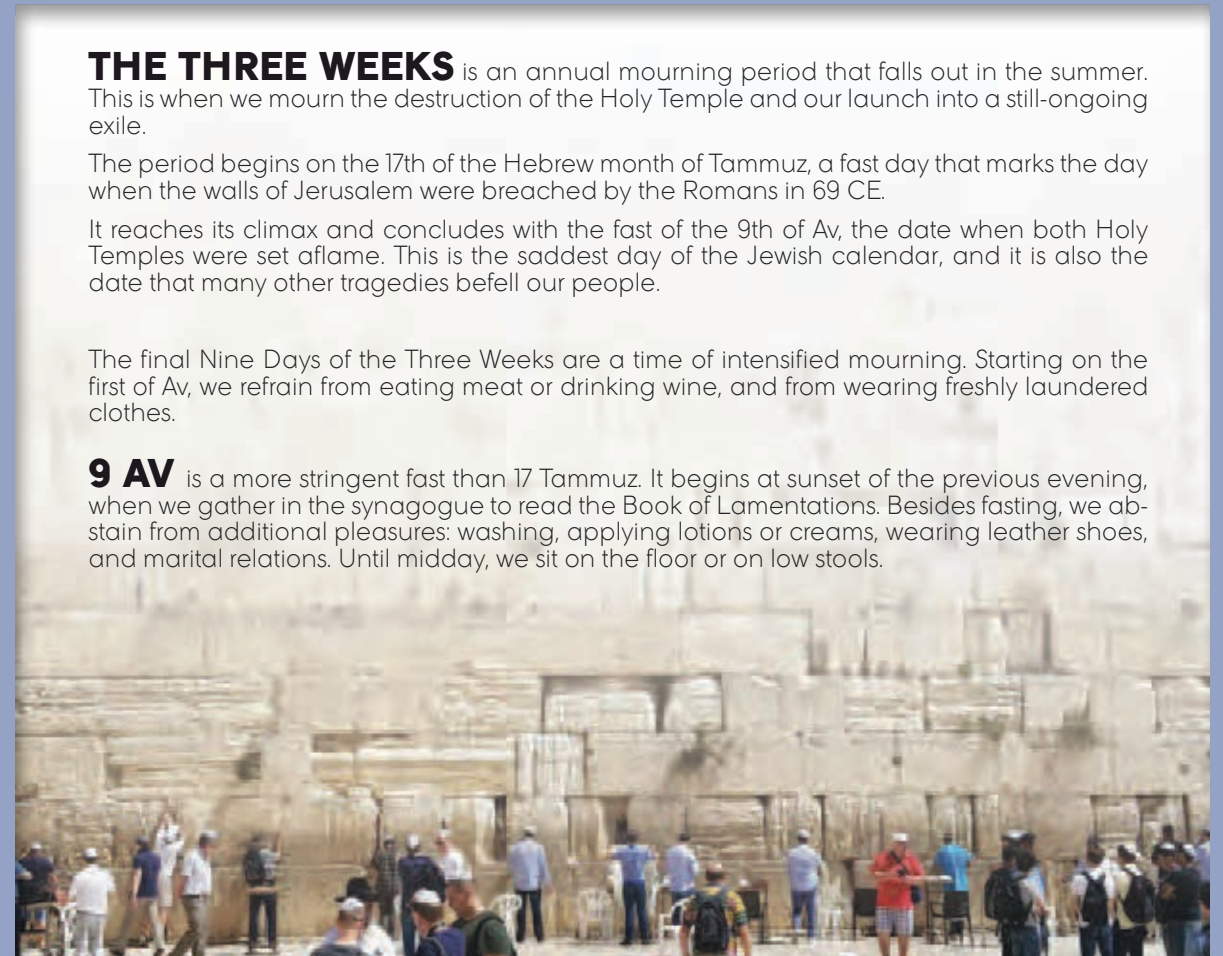 THE THREE WEEKS is an annual mourning period that falls out in the summer.
This is when we mourn the destruction of the Holy Temple and our launch into a still-ongoing
exile.
The period begins on the 17th of the Hebrew month of Tammuz, a fast day that marks the day
when the walls of Jerusalem were breached by the Romans in 69 CE.
It reaches its climax and concludes with the fast of the 9th of Av, the date when both Holy
Temples were set aflame. This is the saddest day of the Jewish calendar, and it is also the
date that many other tragedies befell our people.
The final Nine Days of the Three Weeks are a time of intensified mourning. Starting on the
first of Av, we refrain from eating meat or drinking wine, and from wearing freshly laundered
clothes.
9 AV is a more stringent fast than 17 Tammuz. It begins at sunset of the previous evening,
when we gather in the synagogue to read the Book of Lamentations. Besides fasting, we ab-
stain from additional pleasures: washing, applying lotions or creams, wearing leather shoes,
and marital relations. Until midday, we sit on the floor or on low stools.